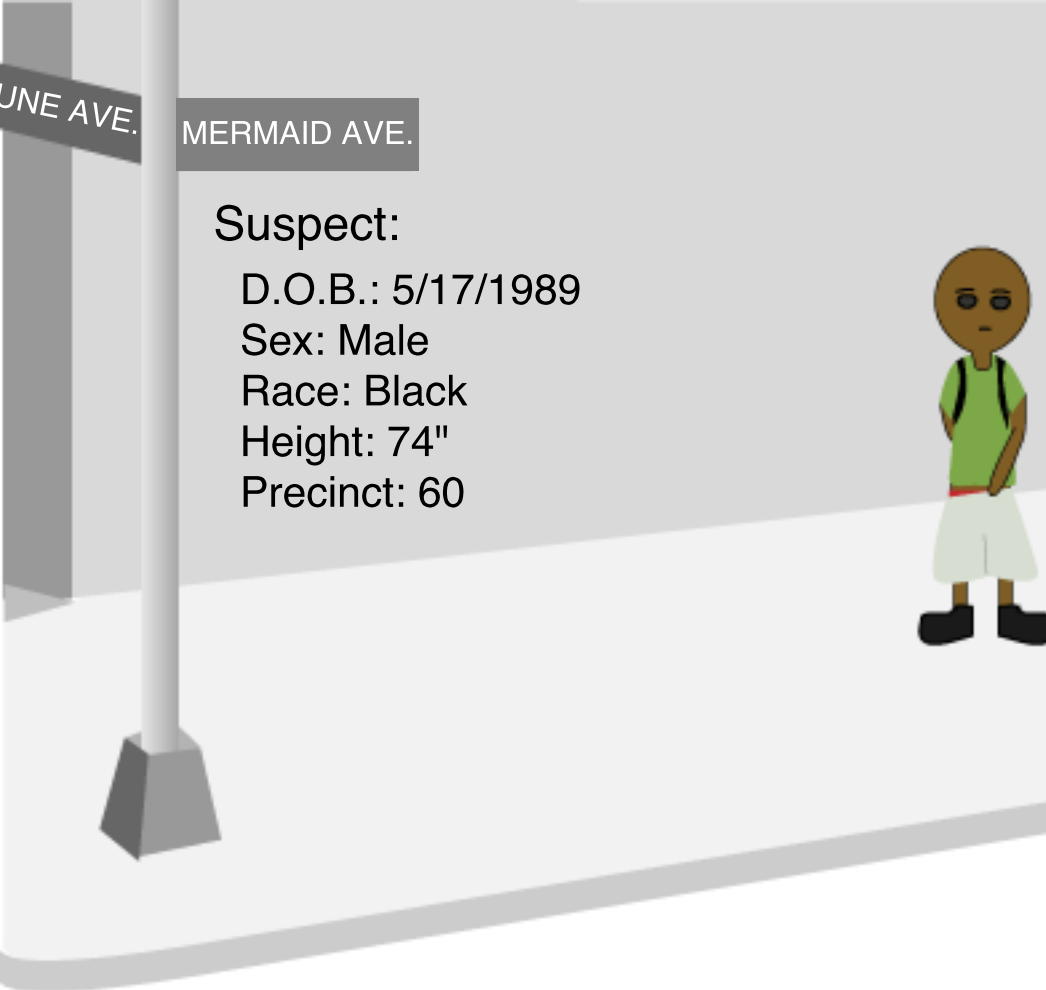 UNE AVE.
MERMAID AVE.
Suspect:
D.O.B.: 5/17/1989
Sex: Male
Race: Black
Height: 74"
Precinct: 60